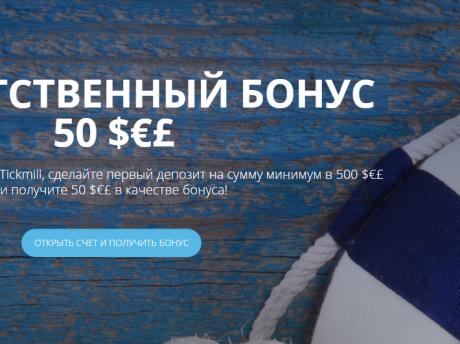 ТСТВЕННЫЙ БОНУС
50 $€£
Tickmill, сделайте первый депозит на сумму минимум в 500 $€£
и получите 50 $€£ в качестве бонуса!
ОТКРЫТЬ СЧЕТ И ПОЛУЧИТЬ БОНУС